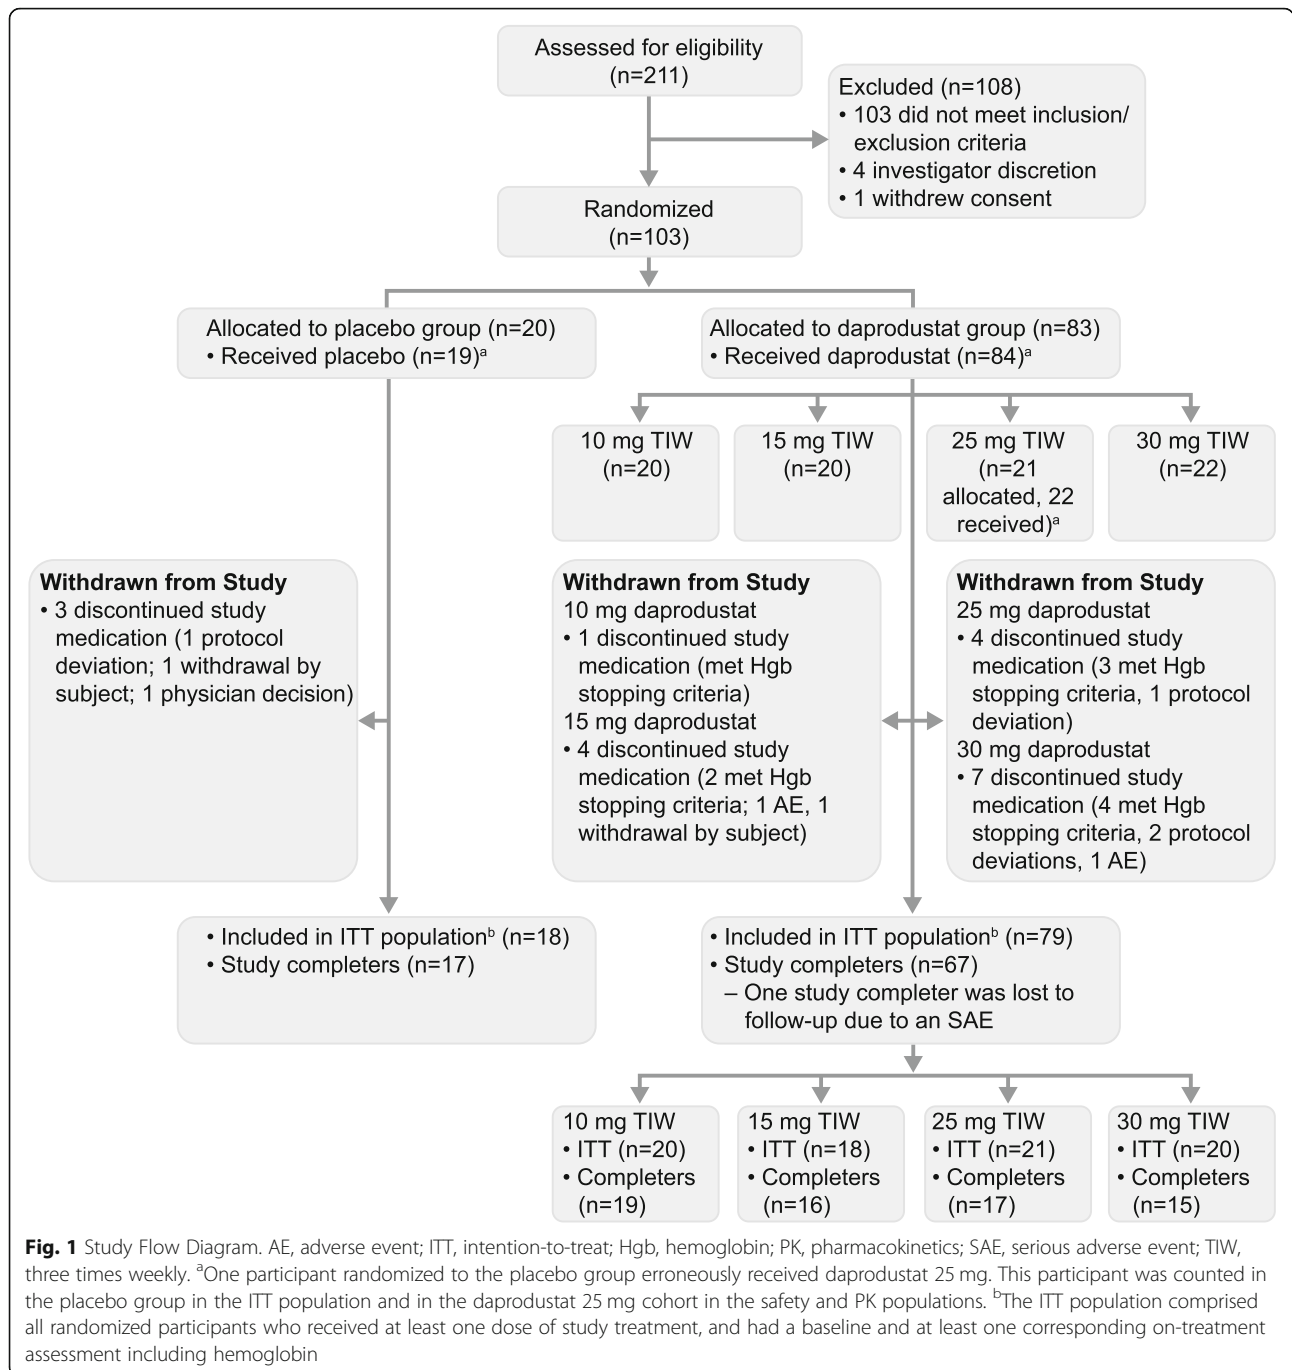 Assessed for eligibility
(n=211)
Excluded (n=108)
• 103 did not meet inclusion/
exclusion criteria
• 4 investigator discretion
• 1 withdrew consent
Randomized
(n=103)
Allocated to placebo group (n=20)
• Received placebo (n=19)ᵃ
Allocated to daprodustat group (n=83)
• Received daprodustat (n=84)ᵃ
10 mg TIW
(n=20)
15 mg TIW
(n=20)
25 mg TIW
(n=21
allocated, 22
received)ᵃ
30 mg TIW
(n=22)
Withdrawn from Study
• 3 discontinued study
medication (1 protocol
deviation; 1 withdrawal by
subject; 1 physician decision)
Withdrawn from Study
10 mg daprodustat
• 1 discontinued study
medication (met Hgb
stopping criteria)
15 mg daprodustat
• 4 discontinued study
medication (2 met Hgb
stopping criteria; 1 AE, 1
withdrawal by subject)
Withdrawn from Study
25 mg daprodustat
• 4 discontinued study
medication (3 met Hgb
stopping criteria, 1 protocol
deviation)
30 mg daprodustat
• 7 discontinued study
medication (4 met Hgb
stopping criteria, 2 protocol
deviations, 1 AE)
• Included in ITT populationᵇ (n=18)
• Study completers (n=17)
• Included in ITT populationᵇ (n=79)
• Study completers (n=67)
– One study completer was lost to
follow-up due to an SAE
10 mg TIW
• ITT (n=20)
• Completers
(n=19)
15 mg TIW
• ITT (n=18)
• Completers
(n=16)
25 mg TIW
• ITT (n=21)
• Completers
(n=17)
30 mg TIW
• ITT (n=20)
• Completers
(n=15)
Fig. 1 Study Flow Diagram. AE, adverse event; ITT, intention-to-treat; Hgb, hemoglobin; PK, pharmacokinetics; SAE, serious adverse event; TIW,
three times weekly. ᵃOne participant randomized to the placebo group erroneously received daprodustat 25 mg. This participant was counted in
the placebo group in the ITT population and in the daprodustat 25 mg cohort in the safety and PK populations. ᵇThe ITT population comprised
all randomized participants who received at least one dose of study treatment, and had a baseline and at least one corresponding on-treatment
assessment including hemoglobin